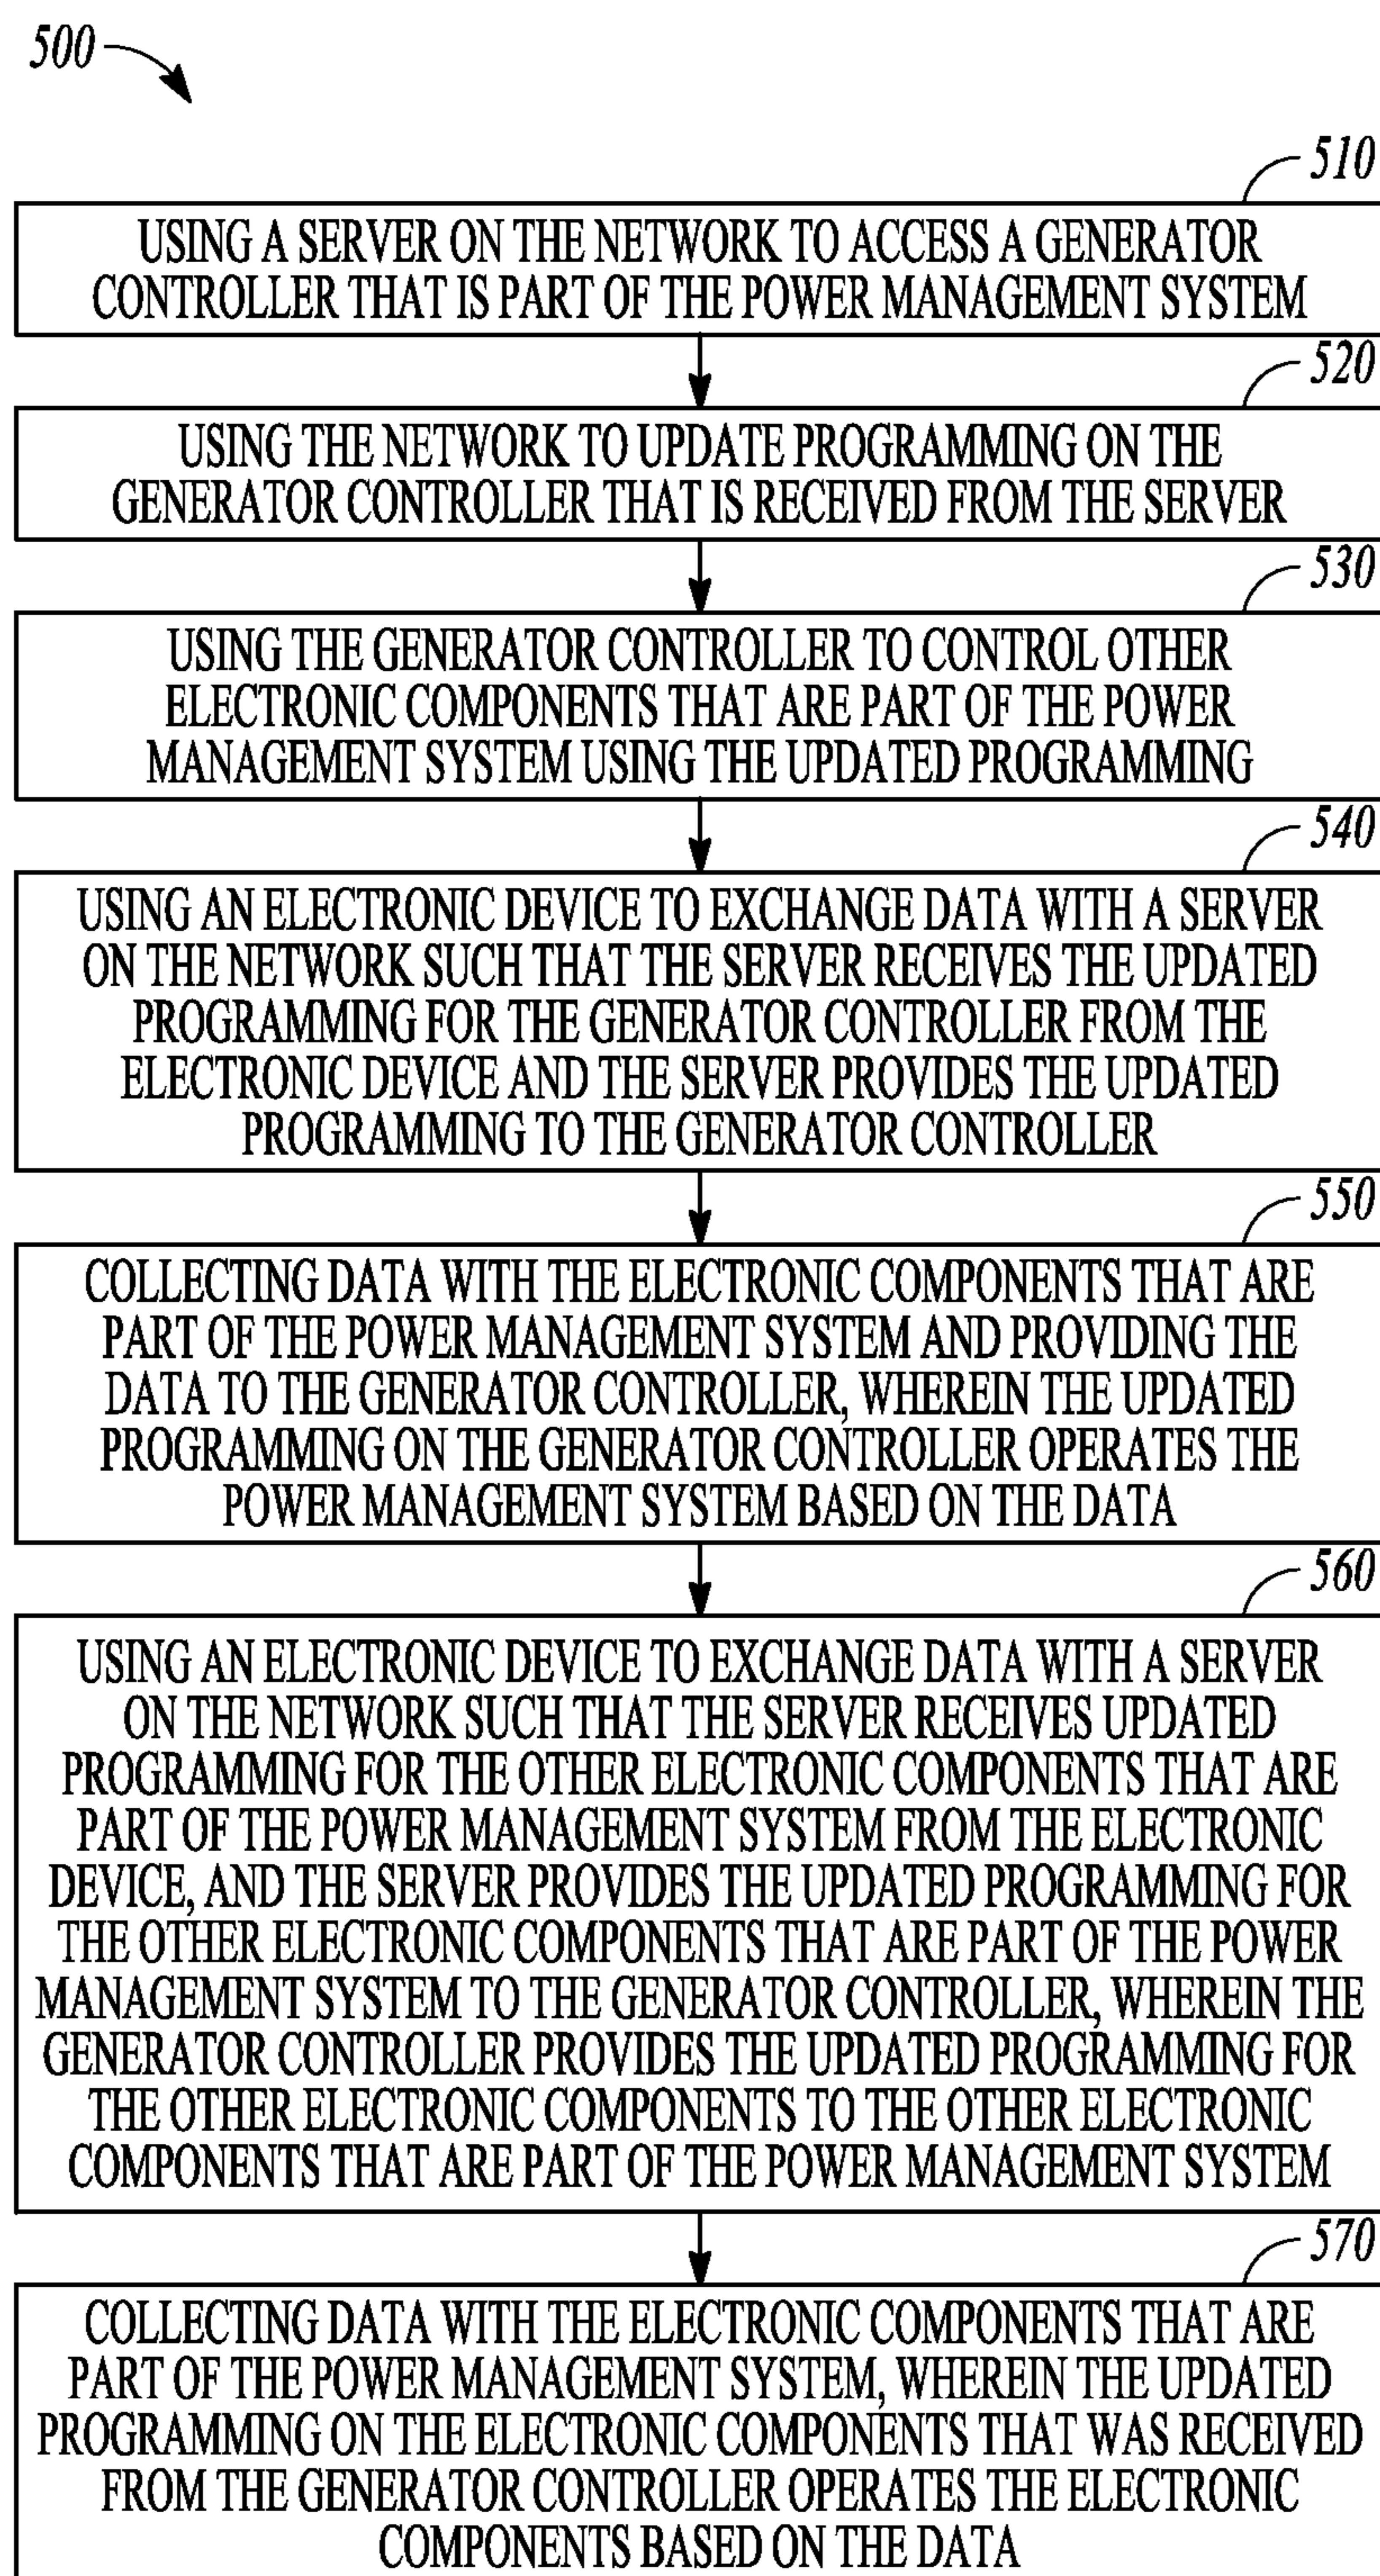 500
510
USING A SERVER ON THE NETWORK TO ACCESS A GENERATOR
CONTROLLER THAT IS PART OF THE POWER MANAGEMENT SYSTEM
520
USING THE NETWORK TO UPDATE PROGRAMMING ON THE
GENERATOR CONTROLLER THAT IS RECEIVED FROM THE SERVER
530
USING THE GENERATOR CONTROLLER TO CONTROL OTHER
ELECTRONIC COMPONENTS THAT ARE PART OF THE POWER
MANAGEMENT SYSTEM USING THE UPDATED PROGRAMMING
540
USING AN ELECTRONIC DEVICE TO EXCHANGE DATA WITH A SERVER
ON THE NETWORK SUCH THAT THE SERVER RECEIVES THE UPDATED
PROGRAMMING FOR THE GENERATOR CONTROLLER FROM THE
ELECTRONIC DEVICE AND THE SERVER PROVIDES THE UPDATED
PROGRAMMING TO THE GENERATOR CONTROLLER
550
COLLECTING DATA WITH THE ELECTRONIC COMPONENTS THAT ARE
PART OF THE POWER MANAGEMENT SYSTEM AND PROVIDING THE
DATA TO THE GENERATOR CONTROLLER, WHEREIN THE UPDATED
PROGRAMMING ON THE GENERATOR CONTROLLER OPERATES THE
POWER MANAGEMENT SYSTEM BASED ON THE DATA
560
USING AN ELECTRONIC DEVICE TO EXCHANGE DATA WITH A SERVER
ON THE NETWORK SUCH THAT THE SERVER RECEIVES UPDATED
PROGRAMMING FOR THE OTHER ELECTRONIC COMPONENTS THAT ARE
PART OF THE POWER MANAGEMENT SYSTEM FROM THE ELECTRONIC
DEVICE, AND THE SERVER PROVIDES THE UPDATED PROGRAMMING FOR
THE OTHER ELECTRONIC COMPONENTS THAT ARE PART OF THE POWER
MANAGEMENT SYSTEM TO THE GENERATOR CONTROLLER, WHEREIN THE
GENERATOR CONTROLLER PROVIDES THE UPDATED PROGRAMMING FOR
THE OTHER ELECTRONIC COMPONENTS TO THE OTHER ELECTRONIC
COMPONENTS THAT ARE PART OF THE POWER MANAGEMENT SYSTEM
570
COLLECTING DATA WITH THE ELECTRONIC COMPONENTS THAT ARE
PART OF THE POWER MANAGEMENT SYSTEM, WHEREIN THE UPDATED
PROGRAMMING ON THE ELECTRONIC COMPONENTS THAT WAS RECEIVED
FROM THE GENERATOR CONTROLLER OPERATES THE ELECTRONIC
COMPONENTS BASED ON THE DATA